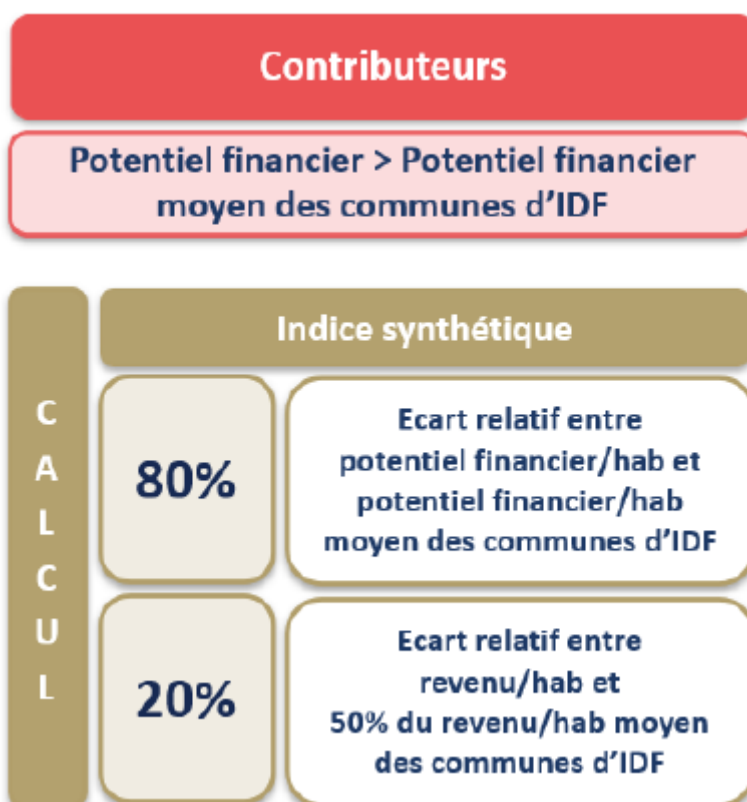 Contributeurs
Potentiel financier > Potentiel financier
moyen des communes d'IDF
CALCUL
Indice synthétique
80%
Ecart relatif entre
potentiel financier/hab et
potentiel financier/hab
moyen des communes d'IDF
20%
Ecart relatif entre
revenu/hab et
50% du revenu/hab moyen
des communes d'IDF